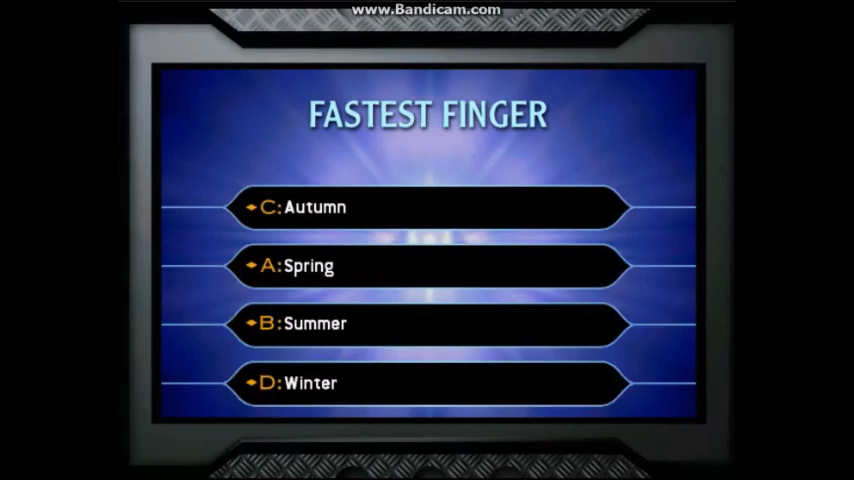 www.Bandicam.com
FASTEST FINGER
C: Autumn
A: Spring
B: Summer
D: Winter